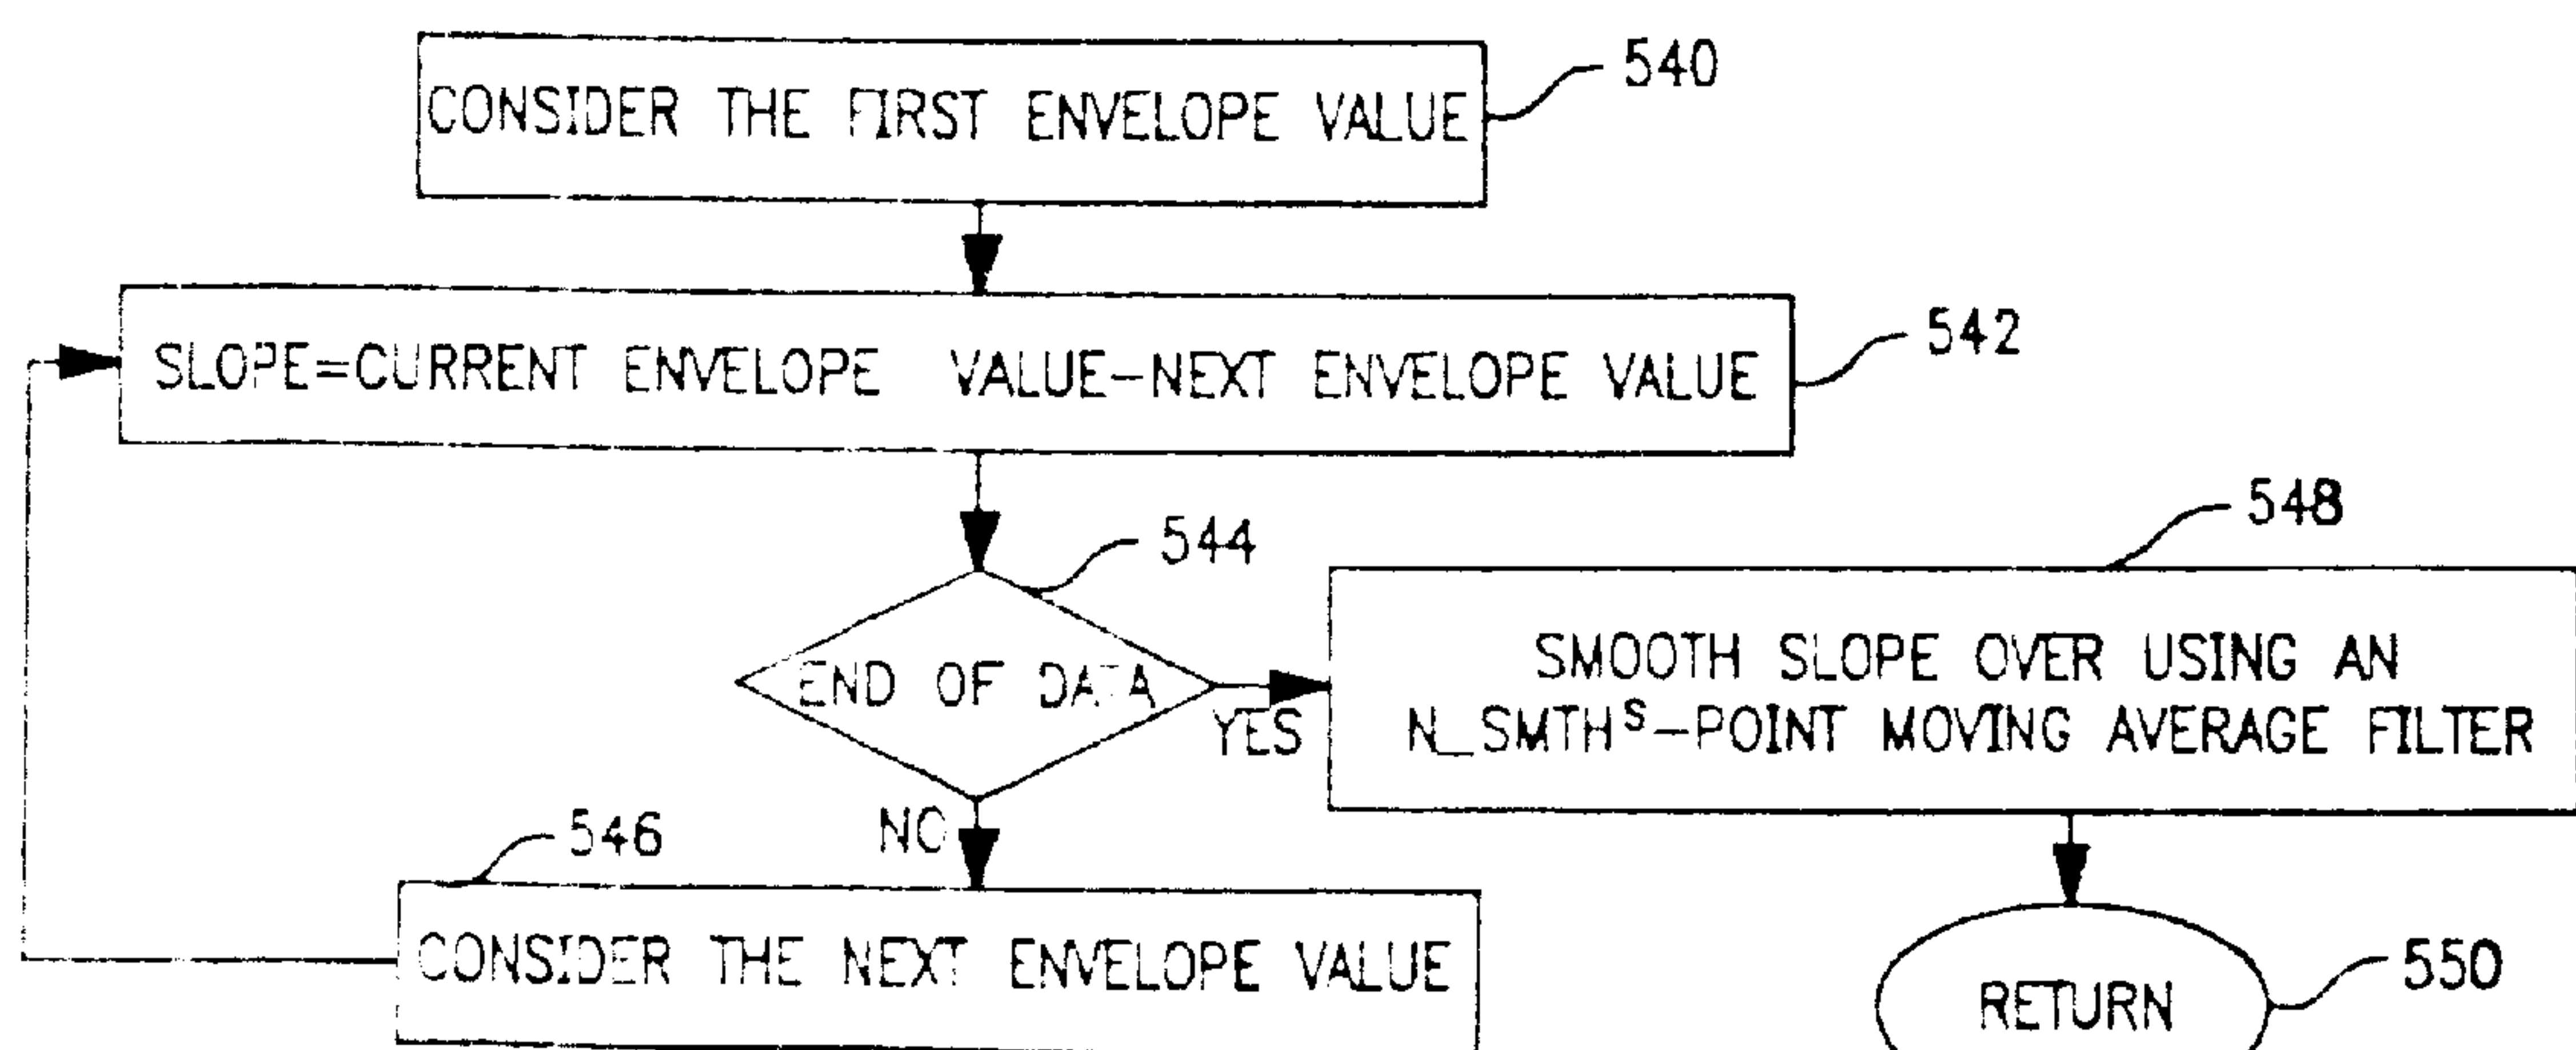 CONSIDER THE FIRST ENVELOPE VALUE
540
SLOPE=CURRENT ENVELOPE VALUE-NEXT ENVELOPE VALUE
542
544
END OF DATA
YES
NO
548
SMOOTH SLOPE OVER USING AN
N_SMTHˢ-POINT MOVING AVERAGE FILTER
546
CONSIDER THE NEXT ENVELOPE VALUE
RETURN
550